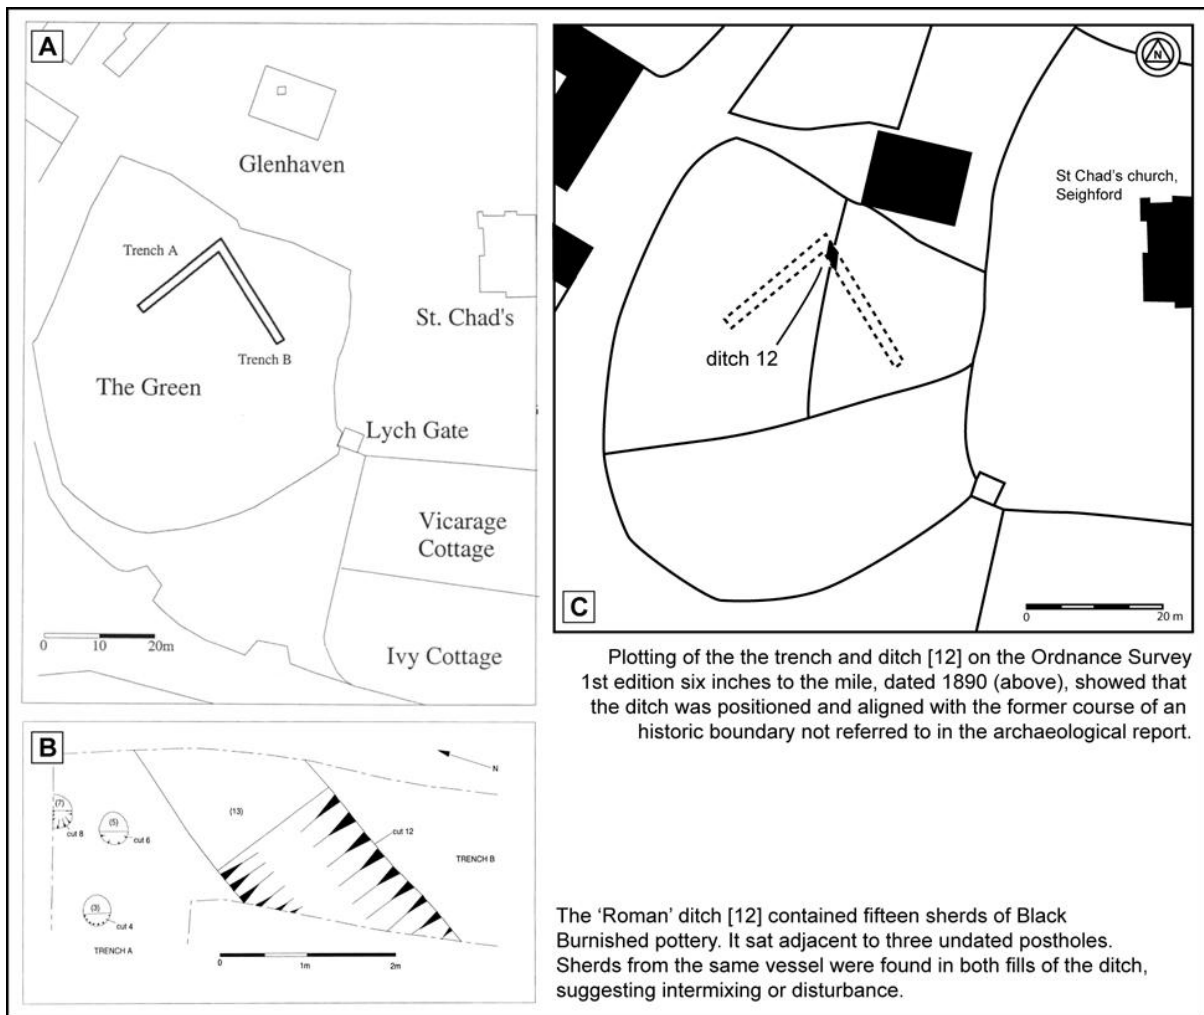 A
Glenhaven
Trench A
Trench B
The Green
St. Chad's
Lych Gate
Vicarage
Cottage
Ivy Cottage
0 10 20m
B
N
(7)
cut 8
(5)
cut 6
(3)
cut 4
TRENCH A
(13)
cut 12
TRENCH B
0 1m 2m
N
St Chad's church,
Seighford
ditch 12
C
0 20 m
Plotting of the the trench and ditch [12] on the Ordnance Survey
1st edition six inches to the mile, dated 1890 (above), showed that
the ditch was positioned and aligned with the former course of an
historic boundary not referred to in the archaeological report.
The ‘Roman’ ditch [12] contained fifteen sherds of Black
Burnished pottery. It sat adjacent to three undated postholes.
Sherds from the same vessel were found in both fills of the ditch,
suggesting intermixing or disturbance.